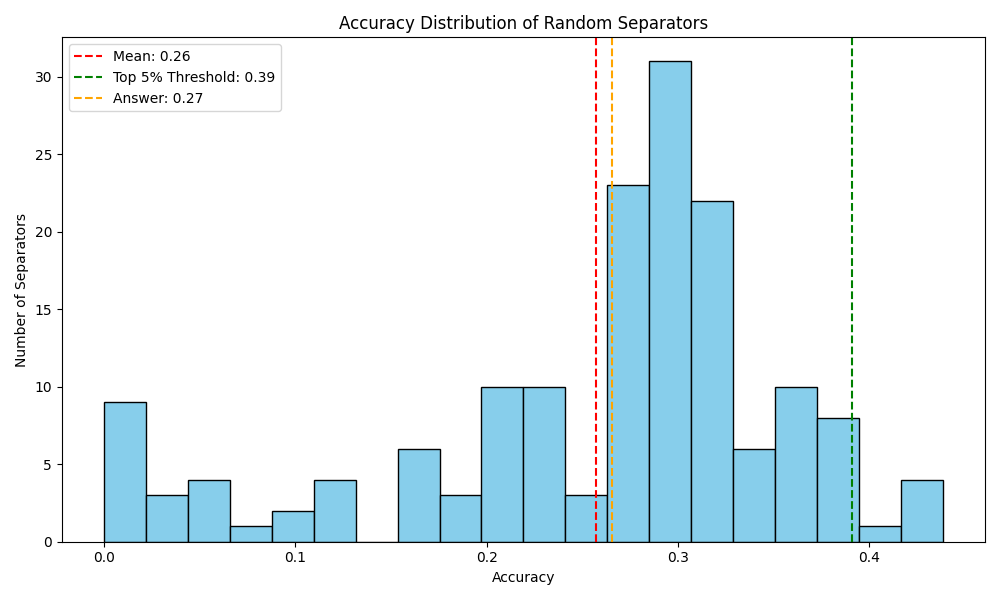 Accuracy Distribution of Random Separators
Mean: 0.26
Top 5% Threshold: 0.39
Answer: 0.27
Number of Separators
30
25
20
15
10
5
0
0.0
0.1
0.2
0.3
0.4
Accuracy